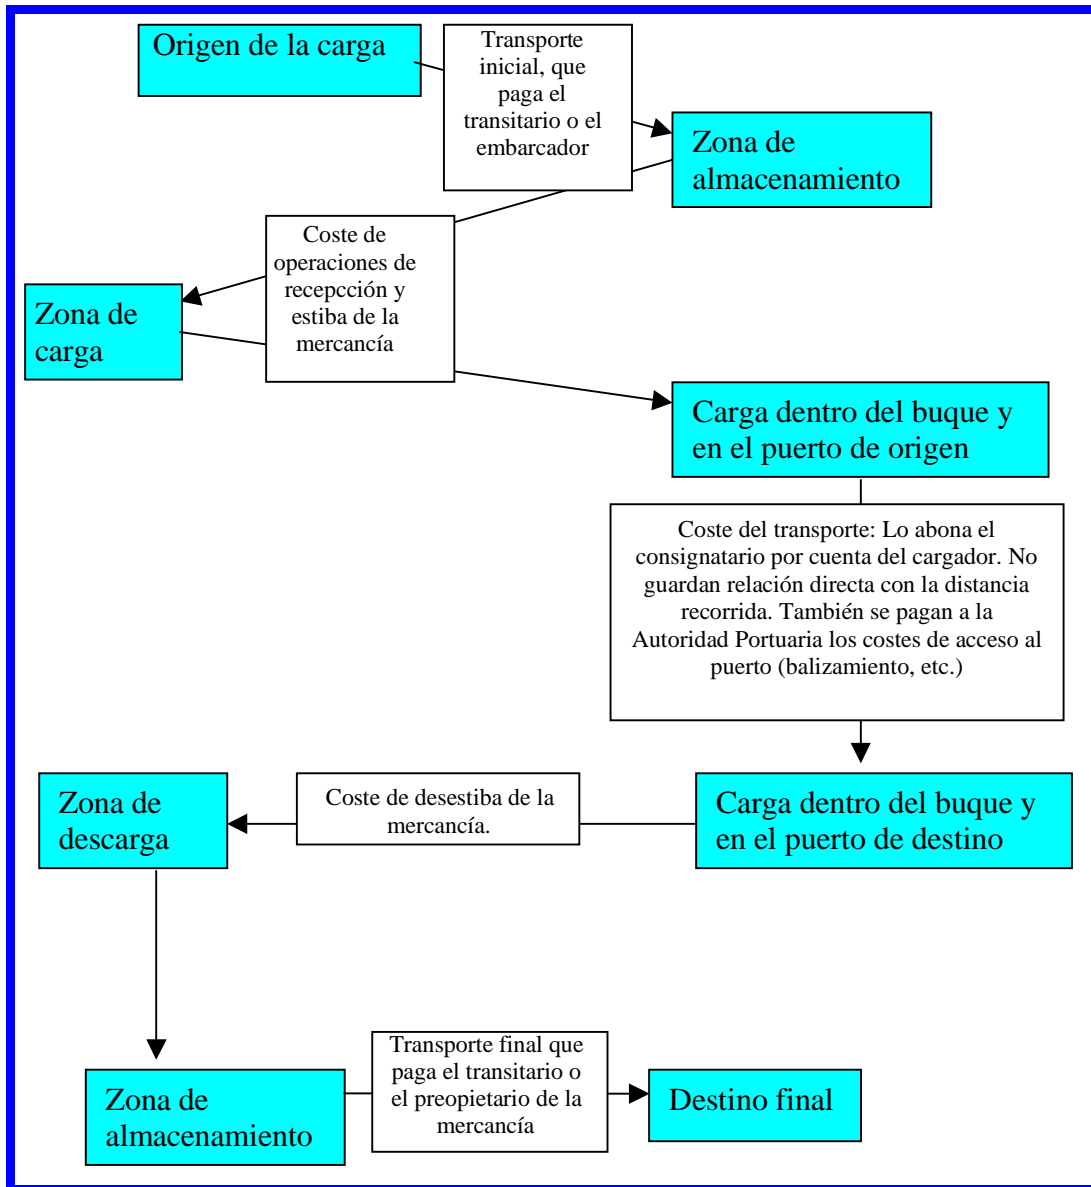 Origen de la carga
Transporte
inicial, que
paga el
transitario o el
embarcador
Zona de
almacenamiento
Coste de
operaciones de
recepcción y
estiba de la
mercancía
Zona de
carga
Carga dentro del buque y
en el puerto de origen
Coste del transporte: Lo abona el
consignatario por cuenta del cargador. No
guardan relación directa con la distancia
recorrida. También se pagan a la
Autoridad Portuaria los costes de acceso al
puerto (balizamiento, etc.)
Carga dentro del buque y
en el puerto de destino
Coste de desestiba de la
mercancía.
Zona de
descarga
Zona de
almacenamiento
Transporte final que
paga el transitario o
el preopietario de la
mercancía
Destino final